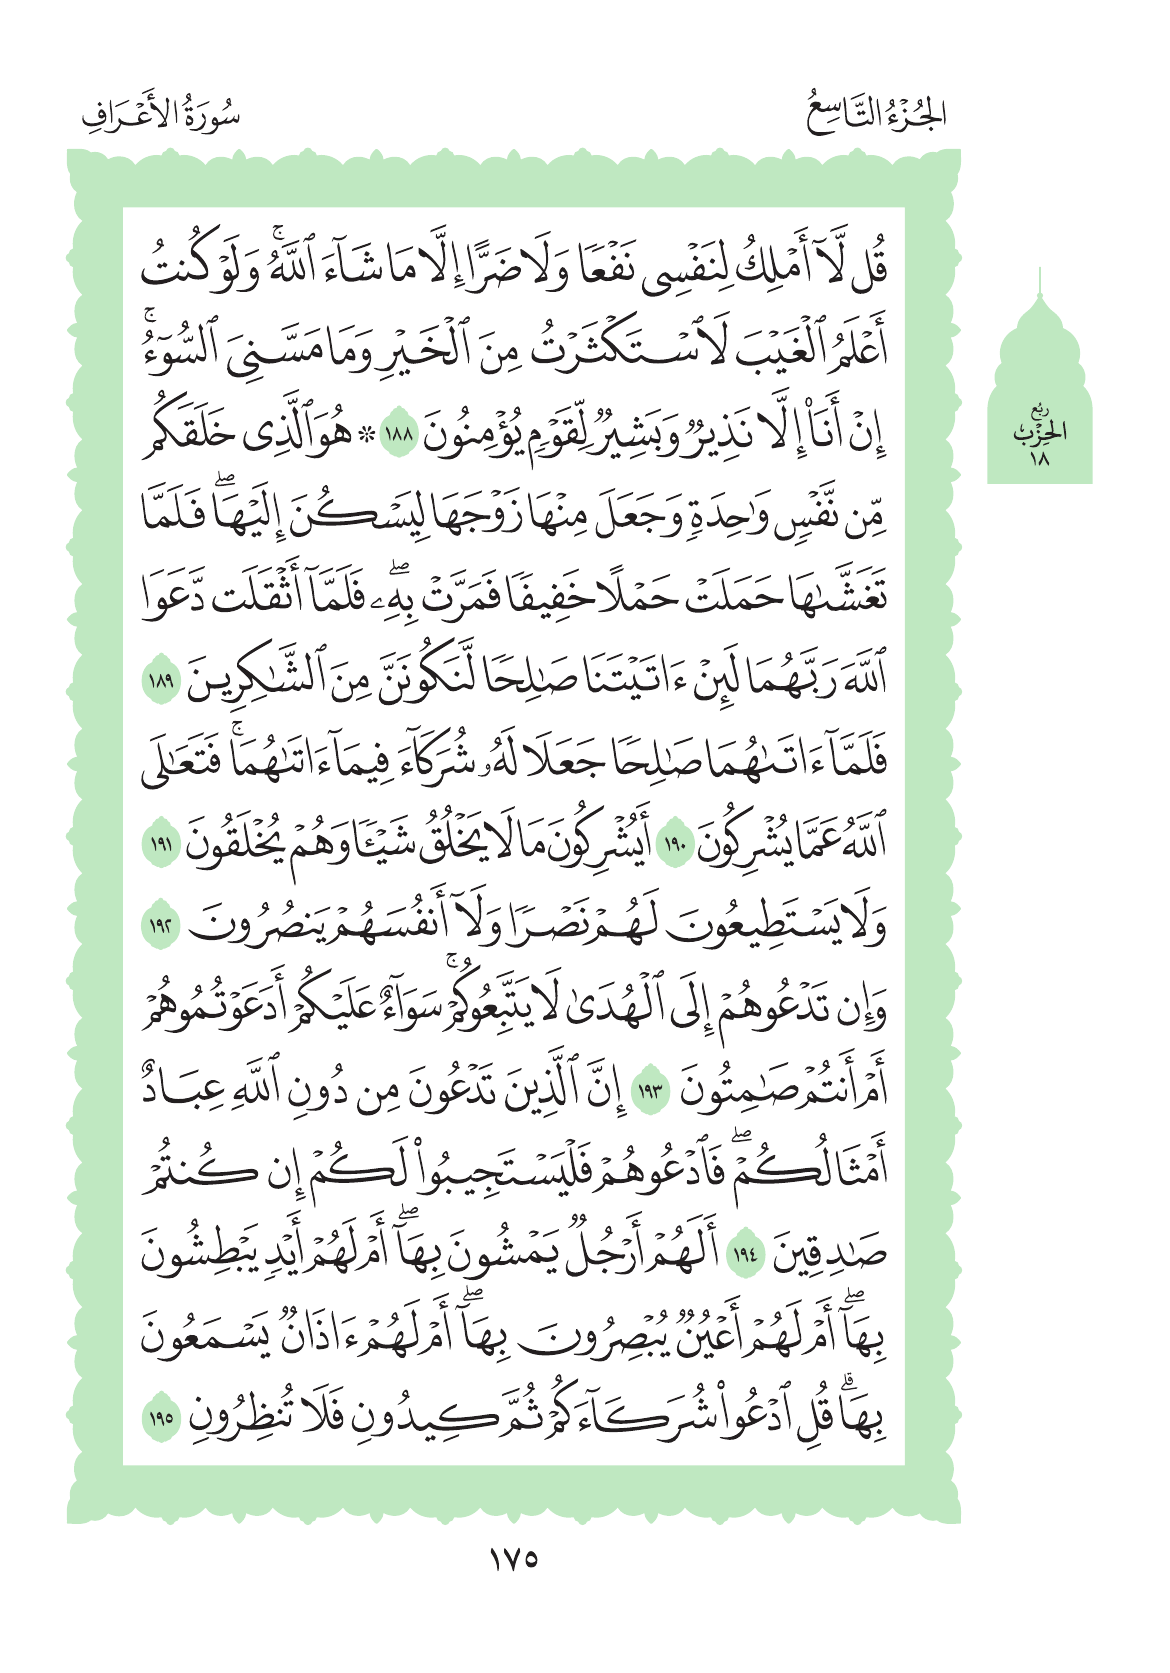 الجُزْءُ التَّاسِعُ
سُورَةُ الأَعْرَافِ
قُل لَّآ أَمْلِكُ لِنَفْسِى نَفْعًا وَلَا ضَرًّا إِلَّا مَا شَآءَ ٱللَّهُ ۚ وَلَوْ كُنتُ
أَعْلَمُ ٱلْغَيْبَ لَٱسْتَكْثَرْتُ مِنَ ٱلْخَيْرِ وَمَا مَسَّنِىَ ٱلسُّوٓءُ ۚ
إِنْ أَنَا۠ إِلَّا نَذِيرٌ وَبَشِيرٌ لِّقَوْمٍ يُؤْمِنُونَ ١٨٨ ۞ هُوَ ٱلَّذِى خَلَقَكُم
مِّن نَّفْسٍ وَٰحِدَةٍ وَجَعَلَ مِنْهَا زَوْجَهَا لِيَسْكُنَ إِلَيْهَا ۖ فَلَمَّا
تَغَشَّىٰهَا حَمَلَتْ حَمْلًا خَفِيفًا فَمَرَّتْ بِهِۦ ۖ فَلَمَّآ أَثْقَلَت دَّعَوَا
ٱللَّهَ رَبَّهُمَا لَئِنْ ءَاتَيْتَنَا صَٰلِحًا لَّنَكُونَنَّ مِنَ ٱلشَّٰكِرِينَ ١٨٩
فَلَمَّآ ءَاتَىٰهُمَا صَٰلِحًا جَعَلَا لَهُۥ شُرَكَآءَ فِيمَآ ءَاتَىٰهُمَا ۚ فَتَعَٰلَى
ٱللَّهُ عَمَّا يُشْرِكُونَ ١٩٠ أَيُشْرِكُونَ مَا لَا يَخْلُقُ شَيْـًٔا وَهُمْ يُخْلَقُونَ ١٩١
وَلَا يَسْتَطِيعُونَ لَهُمْ نَصْرًا وَلَآ أَنفُسَهُمْ يَنصُرُونَ ١٩٢
وَإِن تَدْعُوهُمْ إِلَى ٱلْهُدَىٰ لَا يَتَّبِعُوكُمْ ۚ سَوَآءٌ عَلَيْكُمْ أَدَعَوْتُمُوهُمْ
أَمْ أَنتُمْ صَٰمِتُونَ ١٩٣ إِنَّ ٱلَّذِينَ تَدْعُونَ مِن دُونِ ٱللَّهِ عِبَادٌ
أَمْثَالُكُمْ ۖ فَٱدْعُوهُمْ فَلْيَسْتَجِيبُوا۟ لَكُمْ إِن كُنتُمْ
صَٰدِقِينَ ١٩٤ أَلَهُمْ أَرْجُلٌ يَمْشُونَ بِهَآ ۖ أَمْ لَهُمْ أَيْدٍ يَبْطِشُونَ
بِهَآ ۖ أَمْ لَهُمْ أَعْيُنٌ يُبْصِرُونَ بِهَآ ۖ أَمْ لَهُمْ ءَاذَانٌ يَسْمَعُونَ
بِهَا ۗ قُلِ ٱدْعُوا۟ شُرَكَآءَكُمْ ثُمَّ كِيدُونِ فَلَا تُنظِرُونِ ١٩٥
رُبْع
الحِزْب
١٨
١٧٥